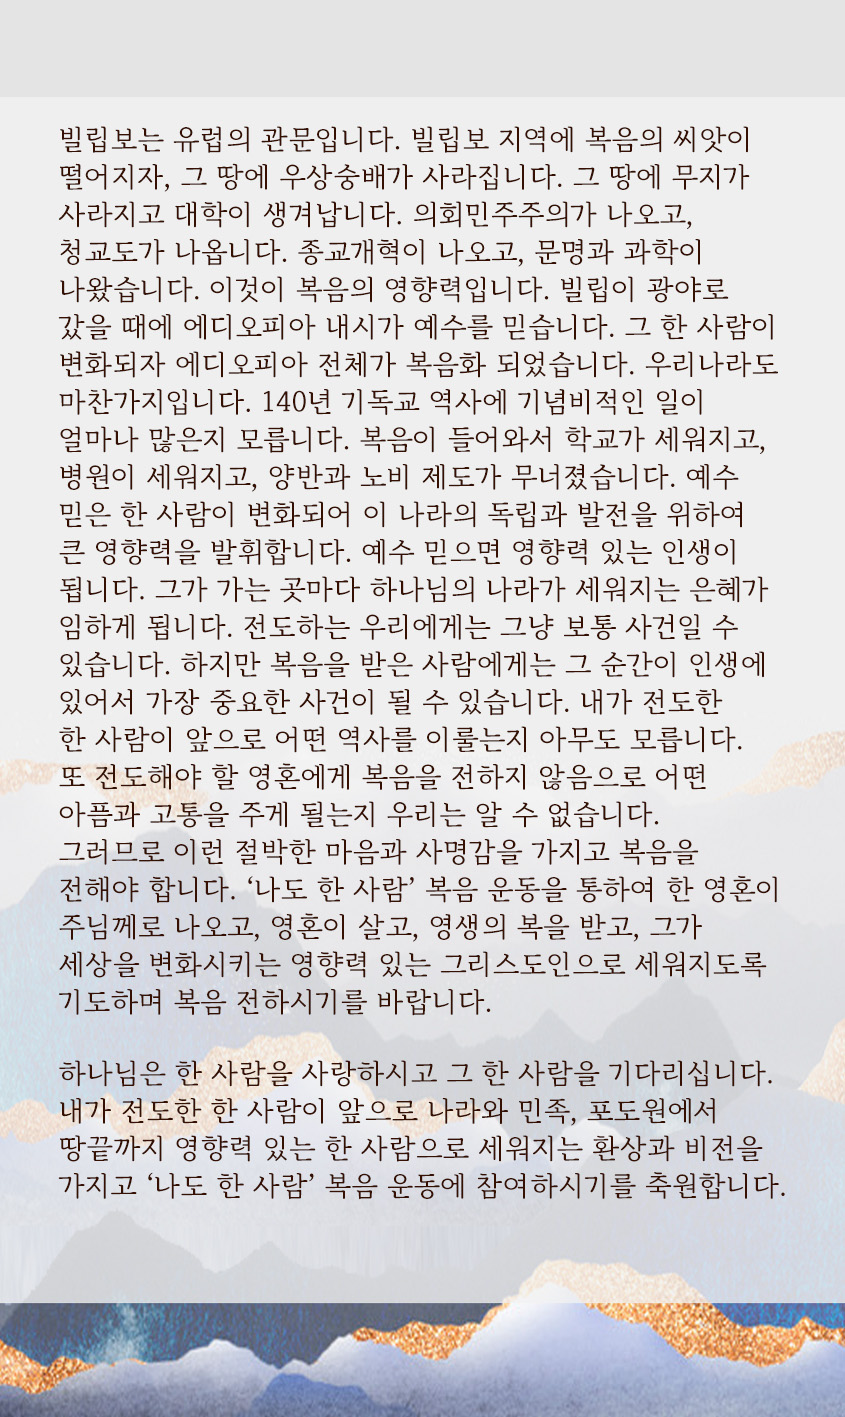 빌립보는 유럽의 관문입니다. 빌립보 지역에 복음의 씨앗이
떨어지자, 그 땅에 우상숭배가 사라집니다. 그 땅에 무지가
사라지고 대학이 생겨납니다. 의회민주주의가 나오고,
청교도가 나옵니다. 종교개혁이 나오고, 문명과 과학이
나왔습니다. 이것이 복음의 영향력입니다. 빌립이 광야로
갔을 때에 에디오피아 내시가 예수를 믿습니다. 그 한 사람이
변화되자 에디오피아 전체가 복음화 되었습니다. 우리나라도
마찬가지입니다. 140년 기독교 역사에 기념비적인 일이
얼마나 많은지 모릅니다. 복음이 들어와서 학교가 세워지고,
병원이 세워지고, 양반과 노비 제도가 무너졌습니다. 예수
믿은 한 사람이 변화되어 이 나라의 독립과 발전을 위하여
큰 영향력을 발휘합니다. 예수 믿으면 영향력 있는 인생이
됩니다. 그가 가는 곳마다 하나님의 나라가 세워지는 은혜가
임하게 됩니다. 전도하는 우리에게는 그냥 보통 사건일 수
있습니다. 하지만 복음을 받은 사람에게는 그 순간이 인생에
있어서 가장 중요한 사건이 될 수 있습니다. 내가 전도한
한 사람이 앞으로 어떤 역사를 이룰는지 아무도 모릅니다.
또 전도해야 할 영혼에게 복음을 전하지 않음으로 어떤
아픔과 고통을 주게 될는지 우리는 알 수 없습니다.
그러므로 이런 절박한 마음과 사명감을 가지고 복음을
전해야 합니다. ‘나도 한 사람’ 복음 운동을 통하여 한 영혼이
주님께로 나오고, 영혼이 살고, 영생의 복을 받고, 그가
세상을 변화시키는 영향력 있는 그리스도인으로 세워지도록
기도하며 복음 전하시기를 바랍니다.
하나님은 한 사람을 사랑하시고 그 한 사람을 기다리십니다.
내가 전도한 한 사람이 앞으로 나라와 민족, 포도원에서
땅끝까지 영향력 있는 한 사람으로 세워지는 환상과 비전을
가지고 ‘나도 한 사람’ 복음 운동에 참여하시기를 축원합니다.